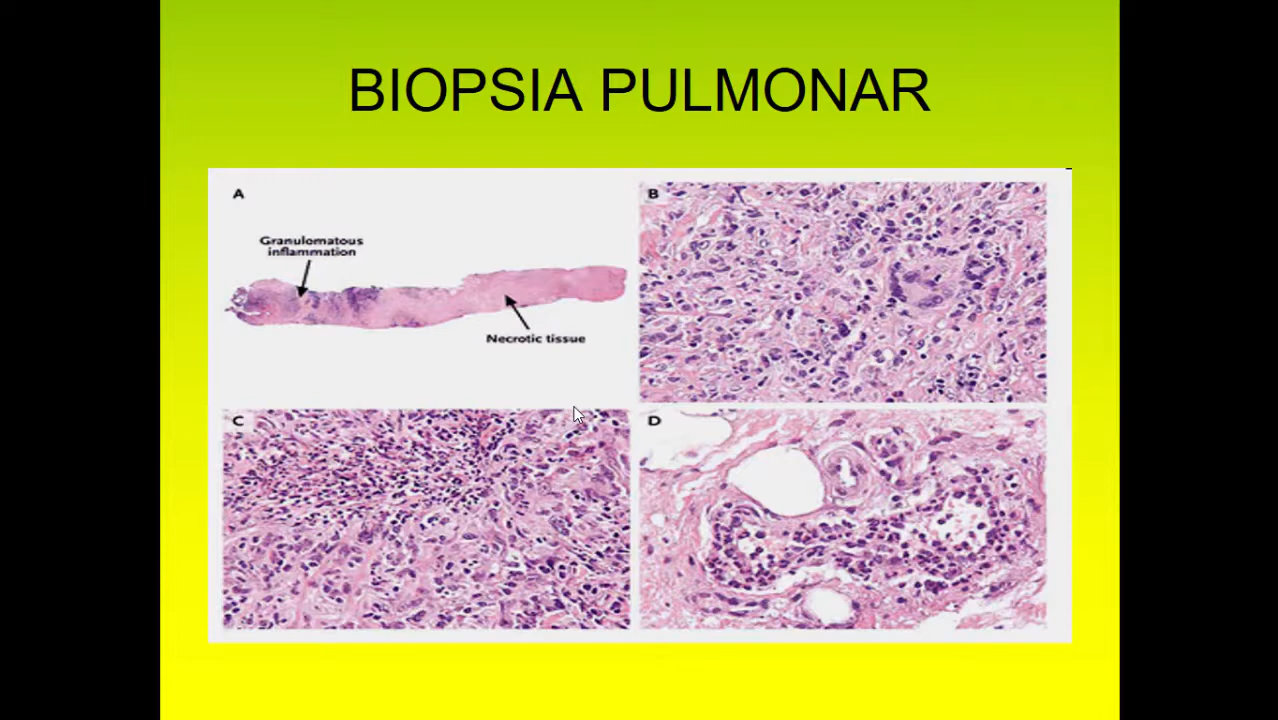 BIOPSIA PULMONAR
A
B
Granulomatous
inflammation
Necrotic tissue
C
D